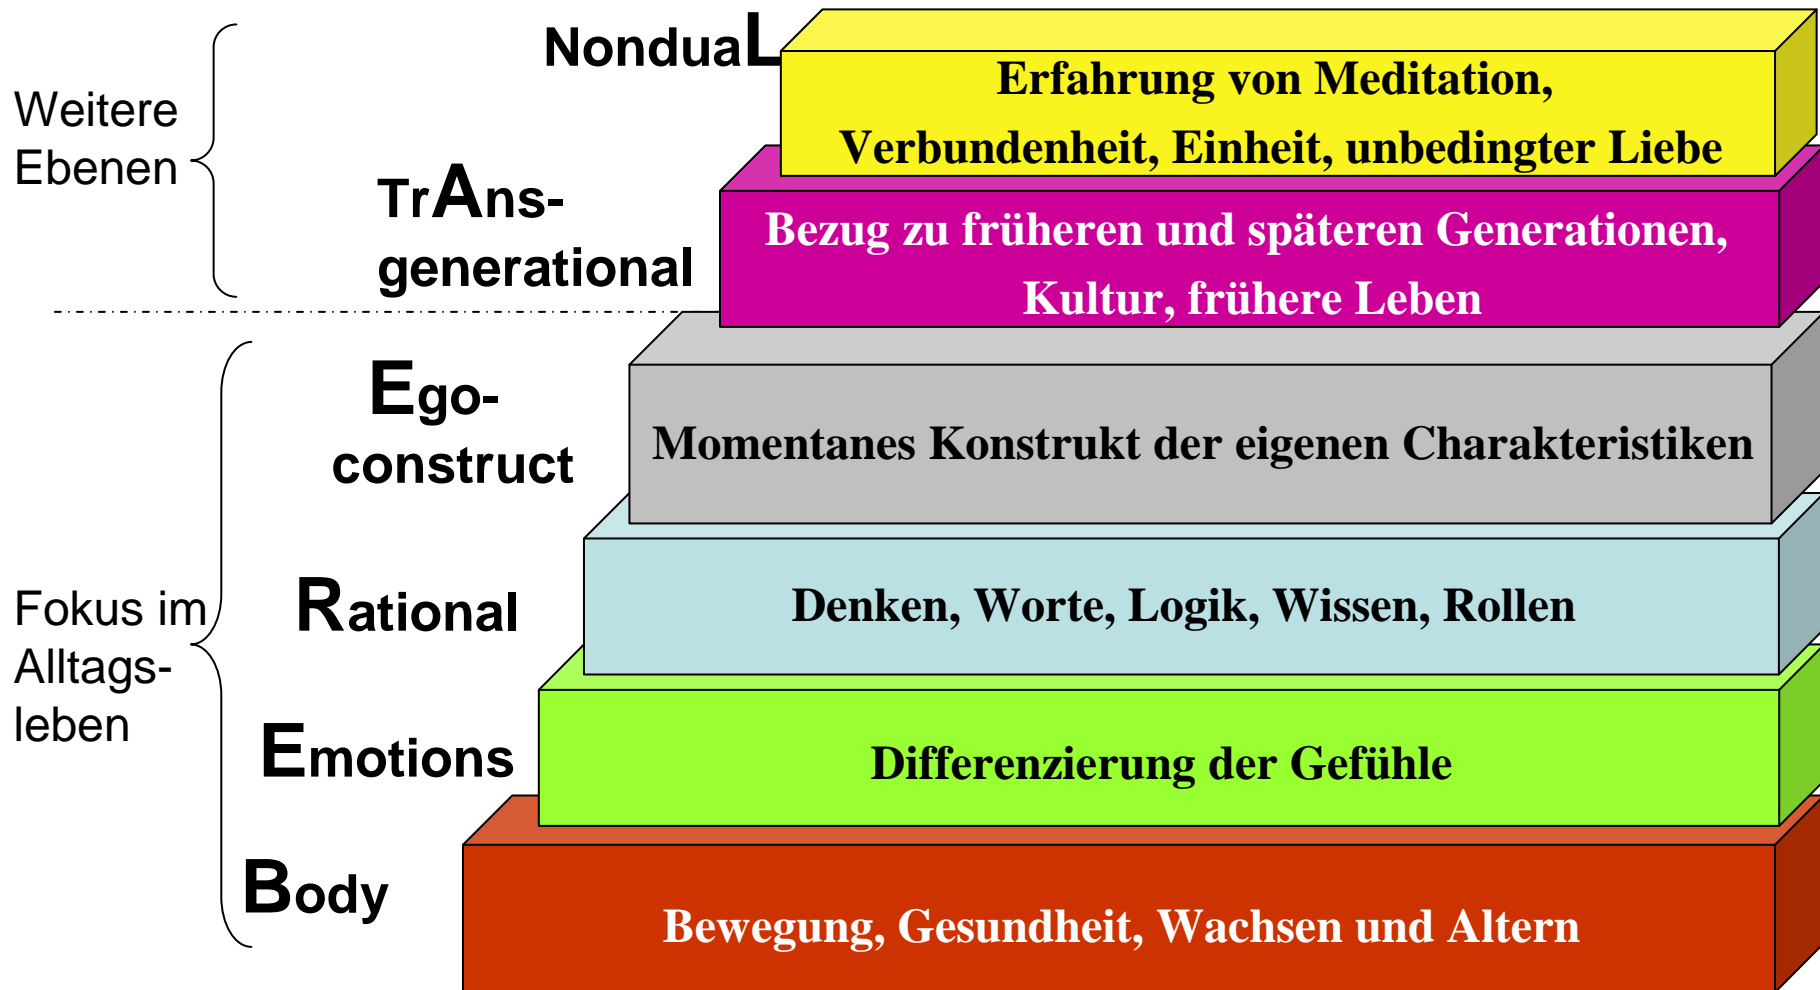 NonduaL
Erfahrung von Meditation,
Verbundenheit, Einheit, unbedingter Liebe
Weitere
Ebenen
TrAns-
generational
Bezug zu früheren und späteren Generationen,
Kultur, frühere Leben
Ego-
construct
Momentanes Konstrukt der eigenen Charakteristiken
Fokus im
Alltags-
leben
Rational
Denken, Worte, Logik, Wissen, Rollen
Emotions
Differenzierung der Gefühle
Body
Bewegung, Gesundheit, Wachsen und Altern